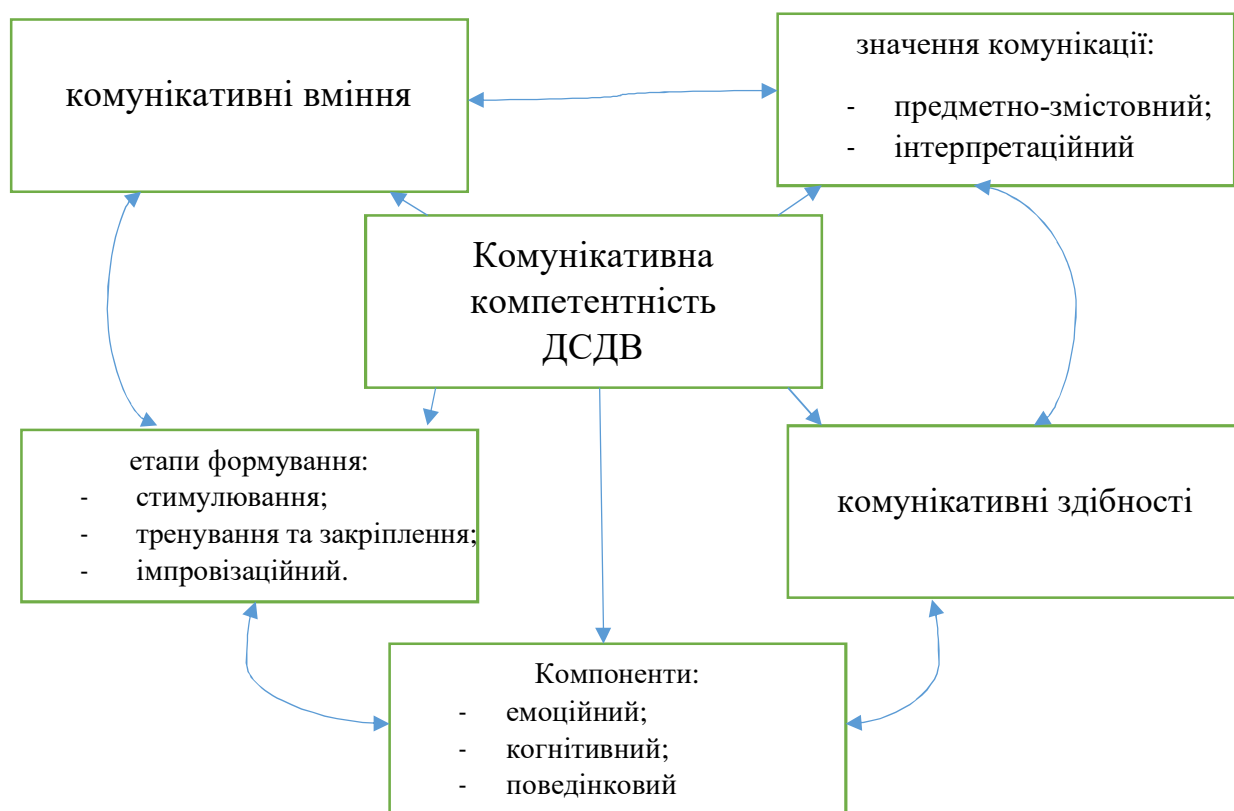 комунікативні вміння
значення комунікації:
- предметно-змістовний;
- інтерпретаційний
Комунікативна
компетентність
ДСДВ
етапи формування:
- стимулювання;
- тренування та закріплення;
- імпровізаційний.
комунікативні здібності
Компоненти:
- емоційний;
- когнітивний;
- поведінковий